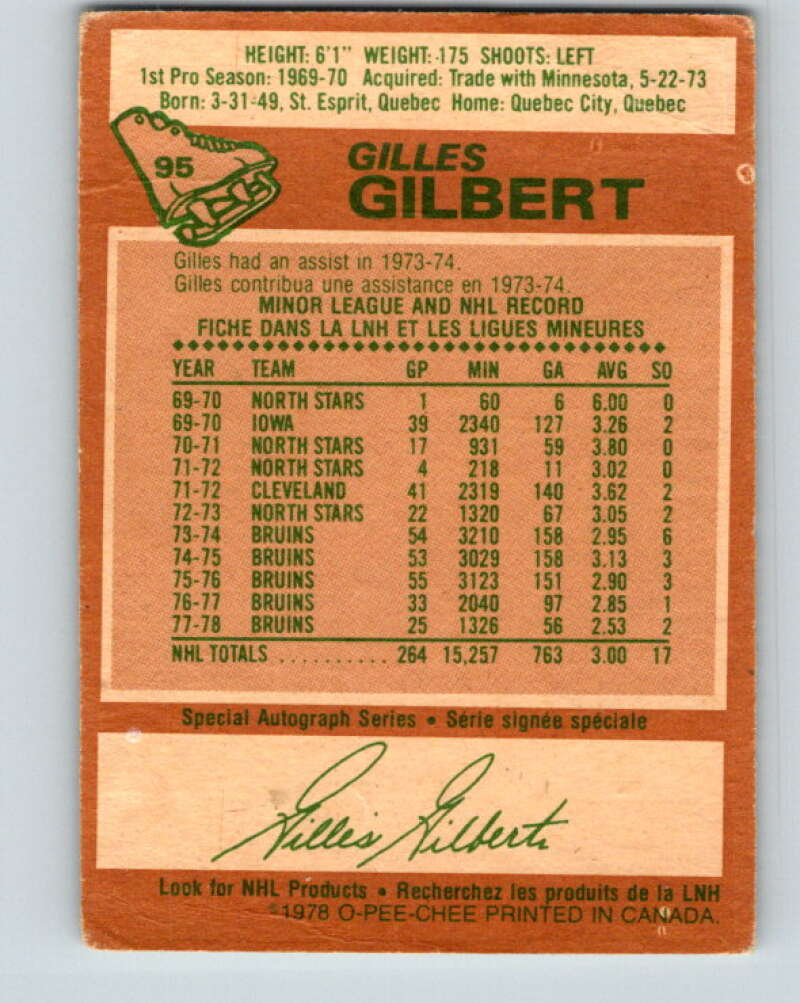 HEIGHT: 6'1" WEIGHT: 175 SHOOTS: LEFT
1st Pro Season: 1969-70 Acquired: Trade with Minnesota, 5-22-73
Born: 3-31-49, St. Esprit, Quebec Home: Quebec City, Quebec
95
GILLES
GILBERT
Gilles had an assist in 1973-74.
Gilles contribua une assistance en 1973-74.
MINOR LEAGUE AND NHL RECORD
FICHE DANS LA LNH ET LES LIGUES MINEURES
YEAR TEAM GP MIN GA AVG SO
69-70 NORTH STARS 1 60 6 6.00 0
69-70 IOWA 39 2340 127 3.26 2
70-71 NORTH STARS 17 931 59 3.80 0
71-72 NORTH STARS 4 218 11 3.02 0
71-72 CLEVELAND 41 2319 140 3.62 2
72-73 NORTH STARS 22 1320 67 3.05 2
73-74 BRUINS 54 3210 158 2.95 6
74-75 BRUINS 53 3029 158 3.13 3
75-76 BRUINS 55 3123 151 2.90 3
76-77 BRUINS 33 2040 97 2.85 1
77-78 BRUINS 25 1326 56 2.53 2
NHL TOTALS .......... 264 15,257 763 3.00 17
Special Autograph Series • Série signée spéciale
Gilles Gilbert
Look for NHL Products • Recherchez les produits de la LNH
©1978 O-PEE-CHEE PRINTED IN CANADA.